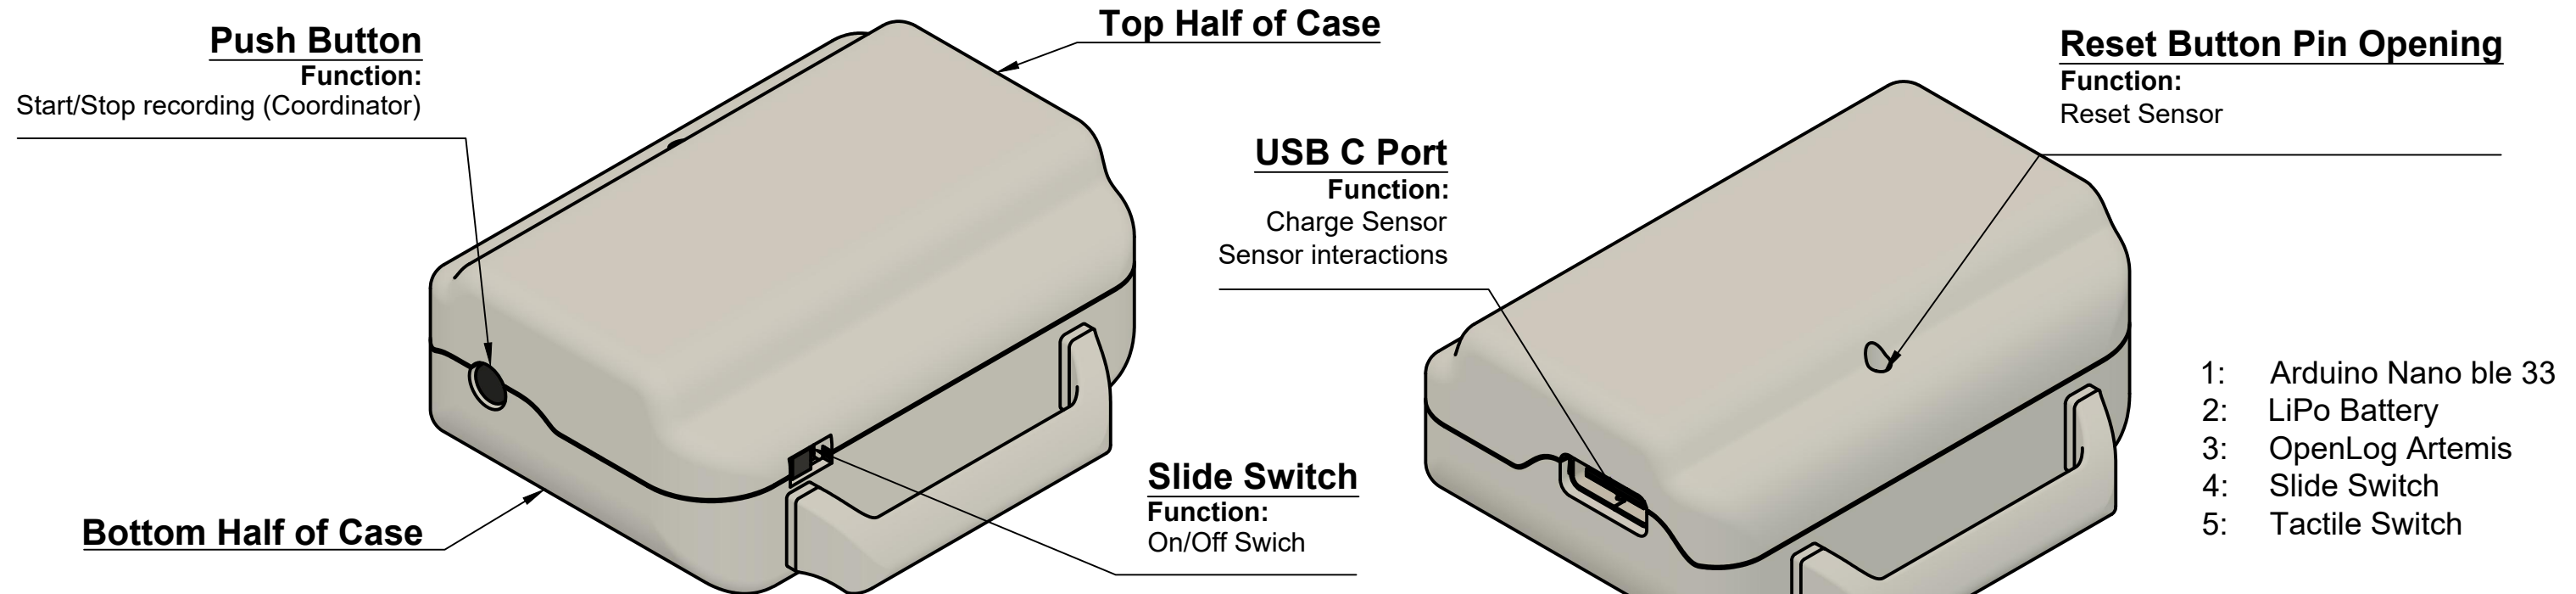 Push Button
Function:
Start/Stop recording (Coordinator)
Top Half of Case
Reset Button Pin Opening
Function:
Reset Sensor
USB C Port
Function:
Charge Sensor
Sensor interactions
Slide Switch
Function:
On/Off Swich
Bottom Half of Case
1: Arduino Nano ble 33
2: LiPo Battery
3: OpenLog Artemis
4: Slide Switch
5: Tactile Switch